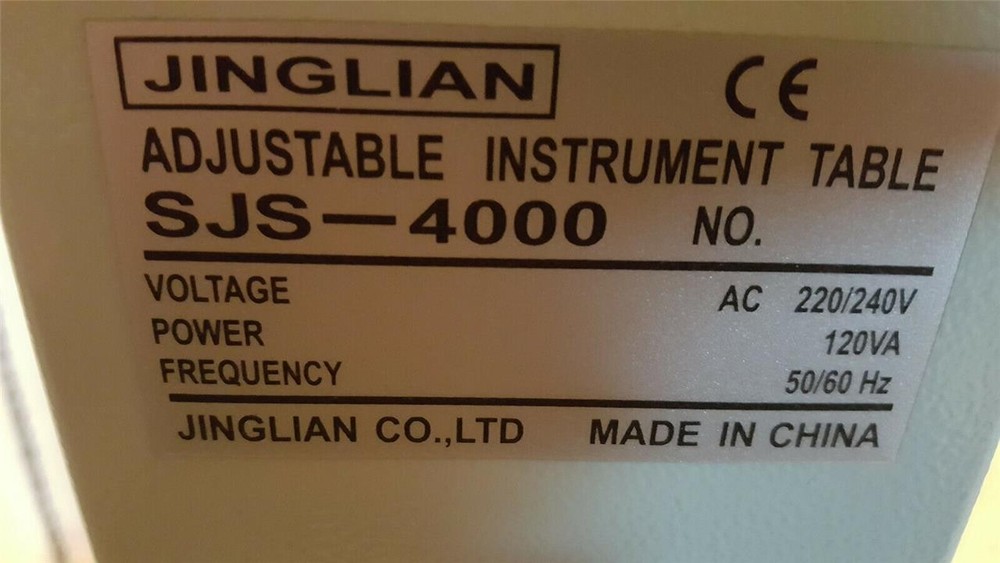 JINGLIAN CE
ADJUSTABLE INSTRUMENT TABLE
SJS-4000 NO.
VOLTAGE AC 220/240V
POWER 120VA
FREQUENCY 50/60 Hz
JINGLIAN CO.,LTD MADE IN CHINA